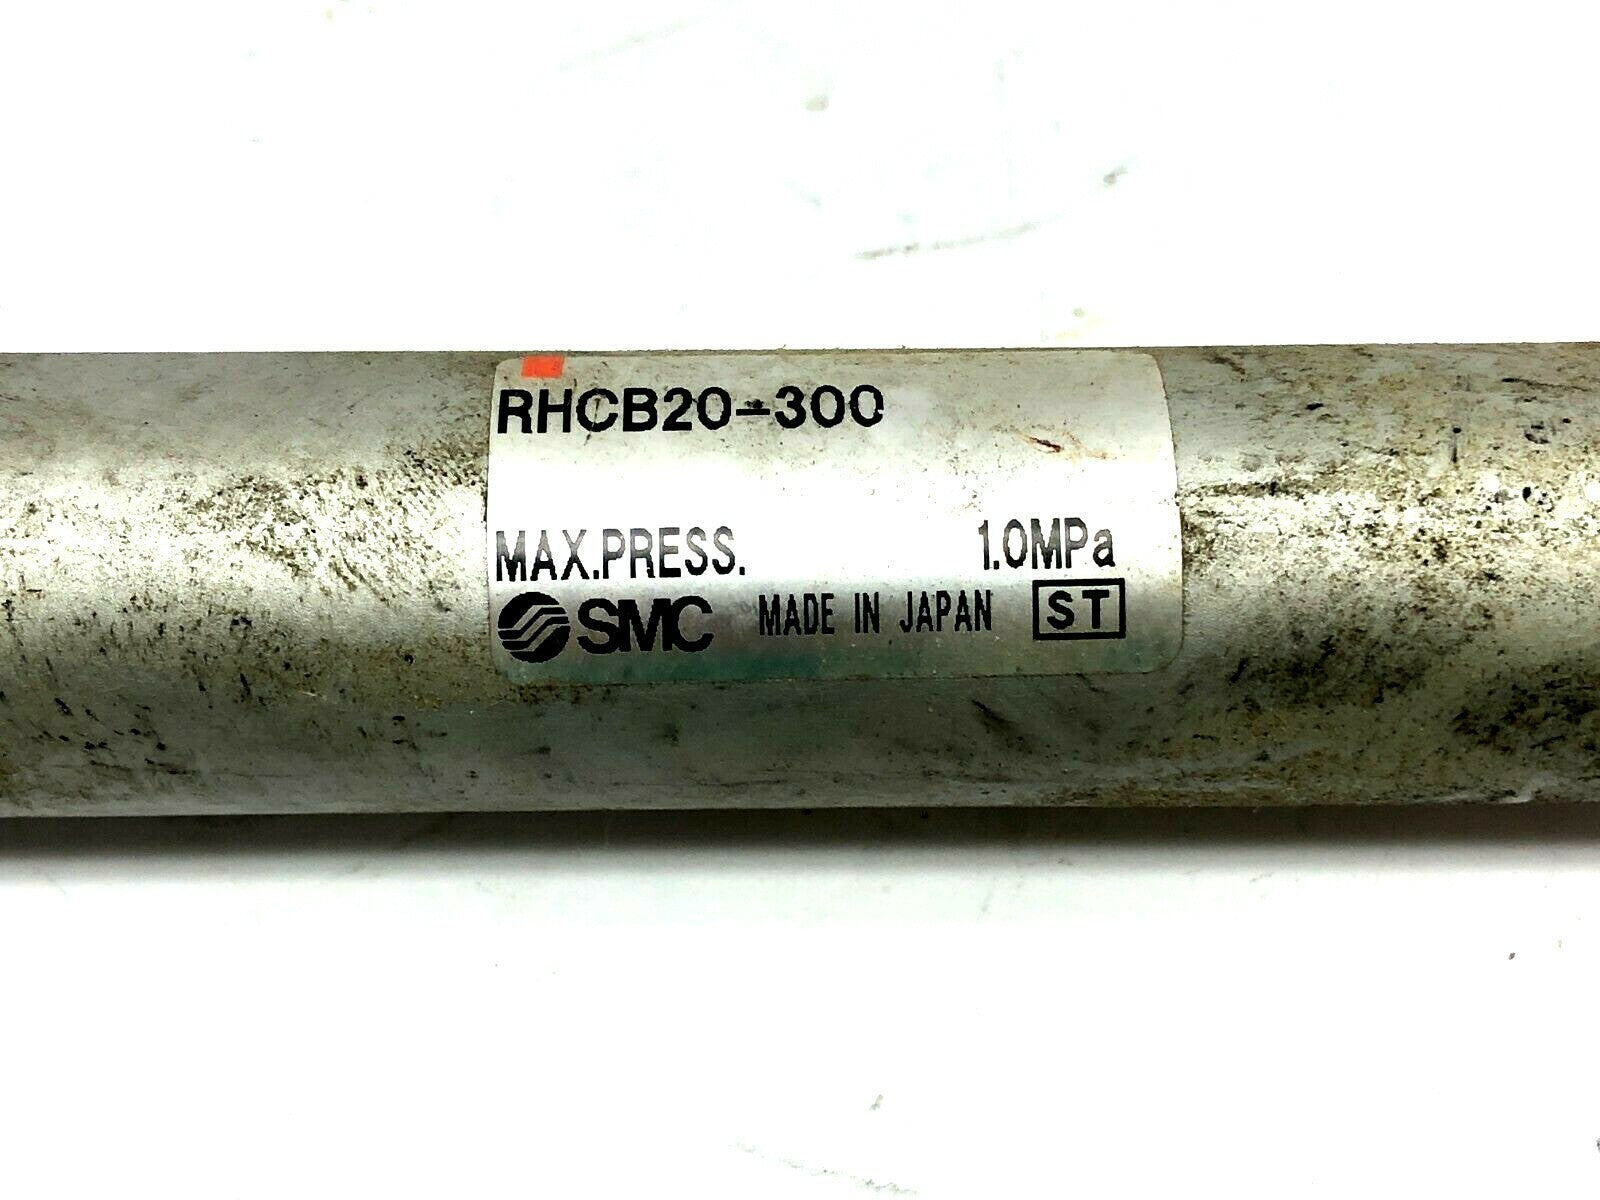 RHCB20-300
MAX.PRESS. 1.0MPa
SMC MADE IN JAPAN ST